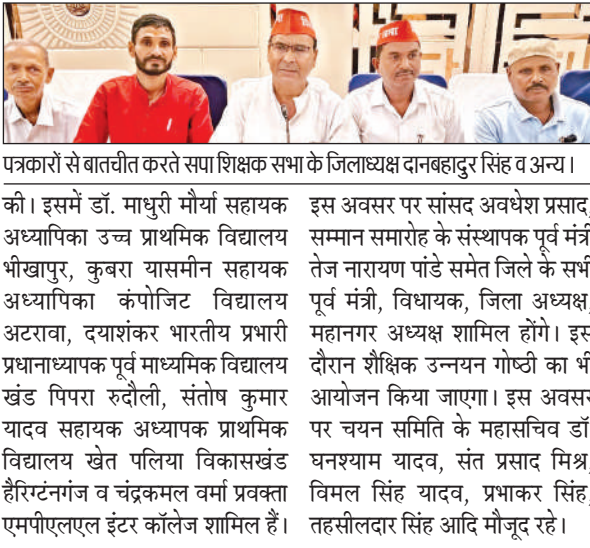 पत्रकारों से बातचीत करते सपा शिक्षक सभा के जिलाध्यक्ष दानबहादुर सिंह व अन्य।
की। इसमें डॉ. माधुरी मौर्या सहायक
अध्यापिका उच्च प्राथमिक विद्यालय
भीखापुर, कुबरा यासमीन सहायक
अध्यापिका कंपोजिट विद्यालय
अटरावा, दयाशंकर भारतीय प्रभारी
प्रधानाध्यापक पूर्व माध्यमिक विद्यालय
खंड पिपरा रुदौली, संतोष कुमार
यादव सहायक अध्यापक प्राथमिक
विद्यालय खेत पलिया विकासखंड
हैरिग्टंनगंज व चंद्रकमल वर्मा प्रवक्ता
एमपीएलएल इंटर कॉलेज शामिल हैं।
इस अवसर पर सांसद अवधेश प्रसाद,
सम्मान समारोह के संस्थापक पूर्व मंत्री
तेज नारायण पांडे समेत जिले के सभी
पूर्व मंत्री, विधायक, जिला अध्यक्ष,
महानगर अध्यक्ष शामिल होंगे। इस
दौरान शैक्षिक उन्नयन गोष्ठी का भी
आयोजन किया जाएगा। इस अवसर
पर चयन समिति के महासचिव डॉ
घनश्याम यादव, संत प्रसाद मिश्र,
विमल सिंह यादव, प्रभाकर सिंह,
तहसीलदार सिंह आदि मौजूद रहे।